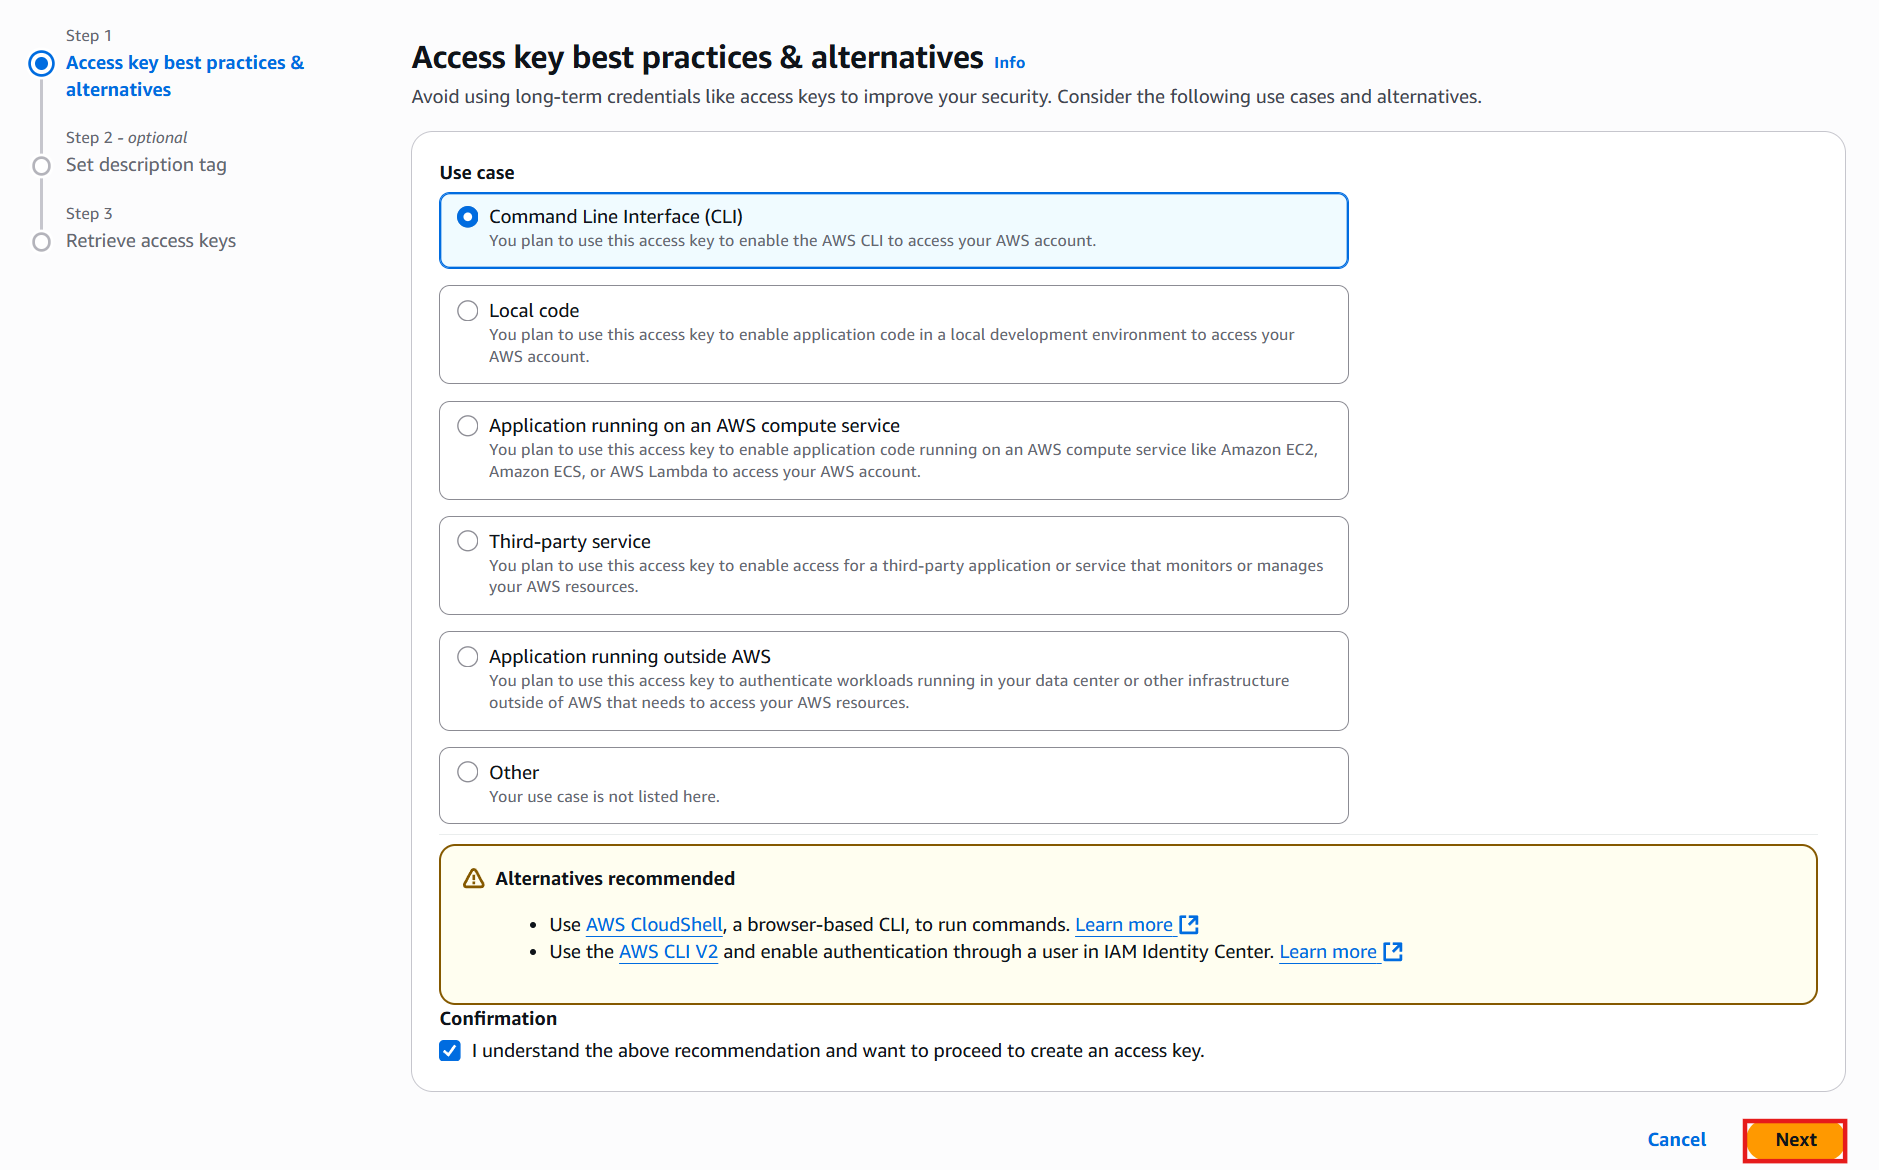 Step 1
Access key best practices &
alternatives
Step 2 - optional
Set description tag
Step 3
Retrieve access keys
Access key best practices & alternatives Info
Avoid using long-term credentials like access keys to improve your security. Consider the following use cases and alternatives.
Use case
Command Line Interface (CLI)
You plan to use this access key to enable the AWS CLI to access your AWS account.
Local code
You plan to use this access key to enable application code in a local development environment to access your
AWS account.
Application running on an AWS compute service
You plan to use this access key to enable application code running on an AWS compute service like Amazon EC2,
Amazon ECS, or AWS Lambda to access your AWS account.
Third-party service
You plan to use this access key to enable access for a third-party application or service that monitors or manages
your AWS resources.
Application running outside AWS
You plan to use this access key to authenticate workloads running in your data center or other infrastructure
outside of AWS that needs to access your AWS resources.
Other
Your use case is not listed here.
Alternatives recommended
• Use AWS CloudShell, a browser-based CLI, to run commands. Learn more
• Use the AWS CLI V2 and enable authentication through a user in IAM Identity Center. Learn more
Confirmation
I understand the above recommendation and want to proceed to create an access key.
Cancel Next